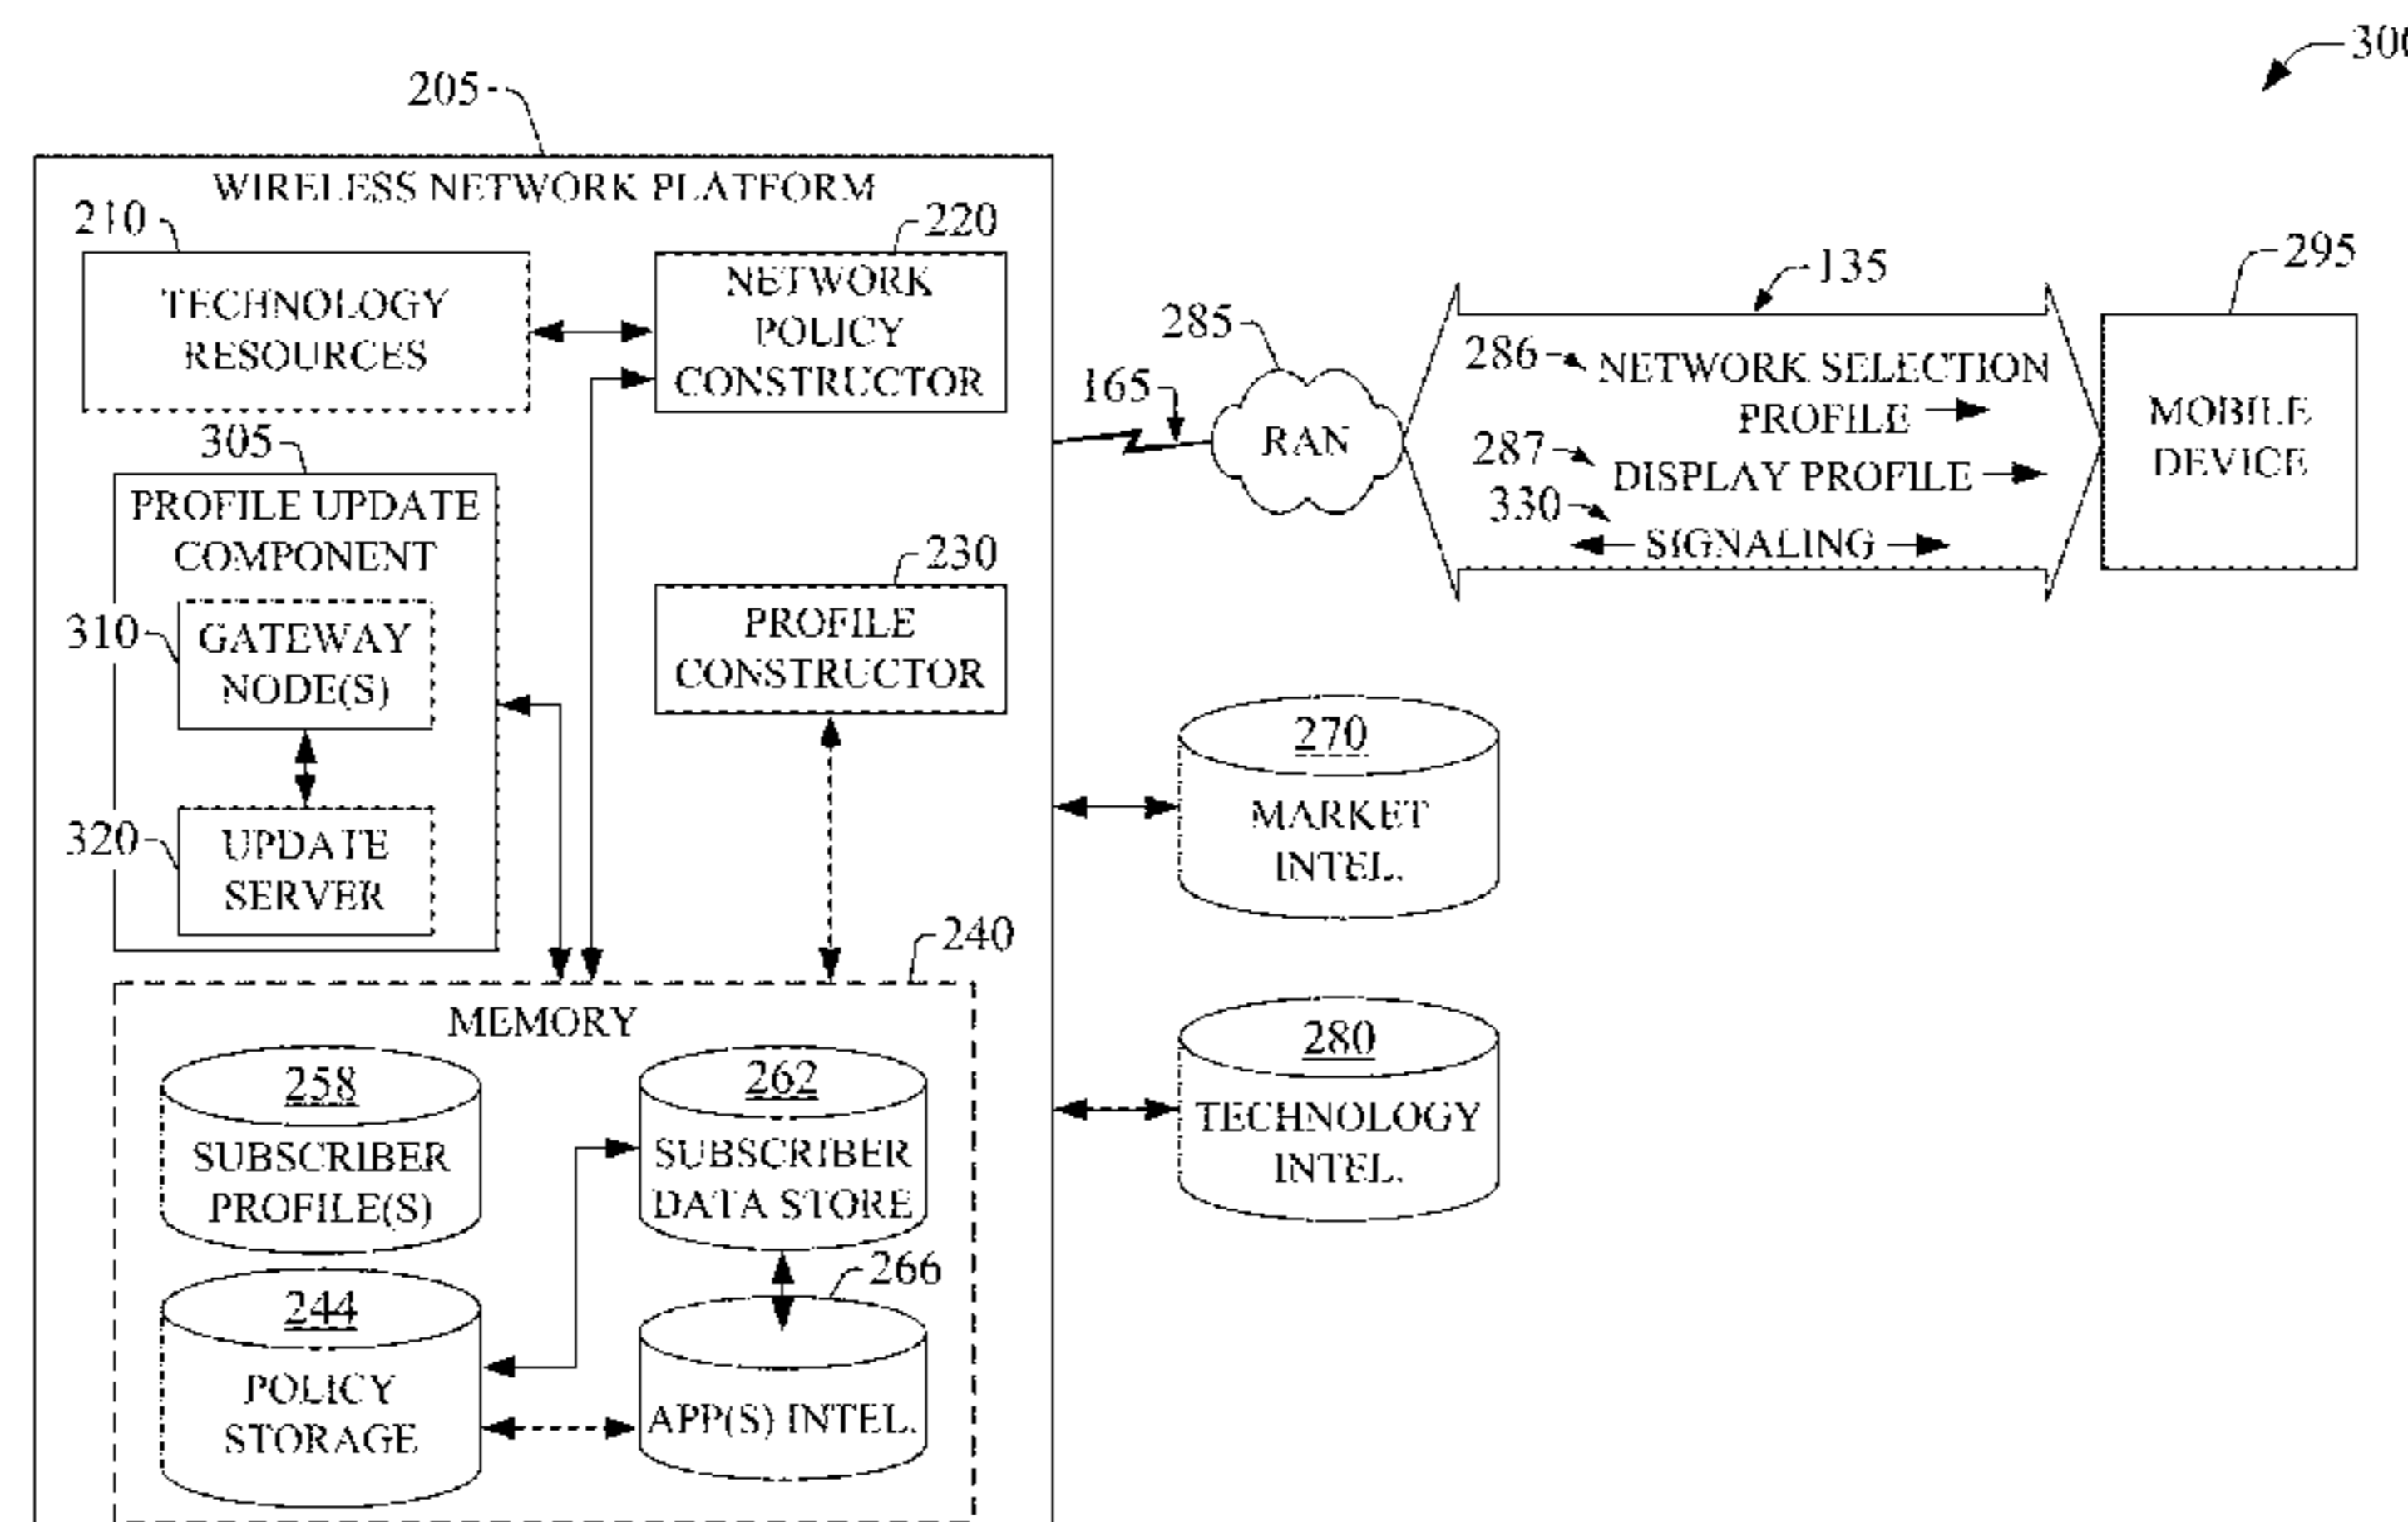 300
205
WIRELESS NETWORK PLATFORM
210
220
TECHNOLOGY
RESOURCES
NETWORK
POLICY
CONSTRUCTOR
305
PROFILE UPDATE
COMPONENT
310
GATEWAY
NODE(S)
320
UPDATE
SERVER
230
PROFILE
CONSTRUCTOR
240
MEMORY
258
SUBSCRIBER
PROFILE(S)
262
SUBSCRIBER
DATA STORE
244
POLICY
STORAGE
266
APP(S) INTEL.
165
285
RAN
135
286
NETWORK SELECTION
PROFILE
287
DISPLAY PROFILE
330
SIGNALING
295
MOBILE
DEVICE
270
MARKET
INTEL.
280
TECHNOLOGY
INTEL.